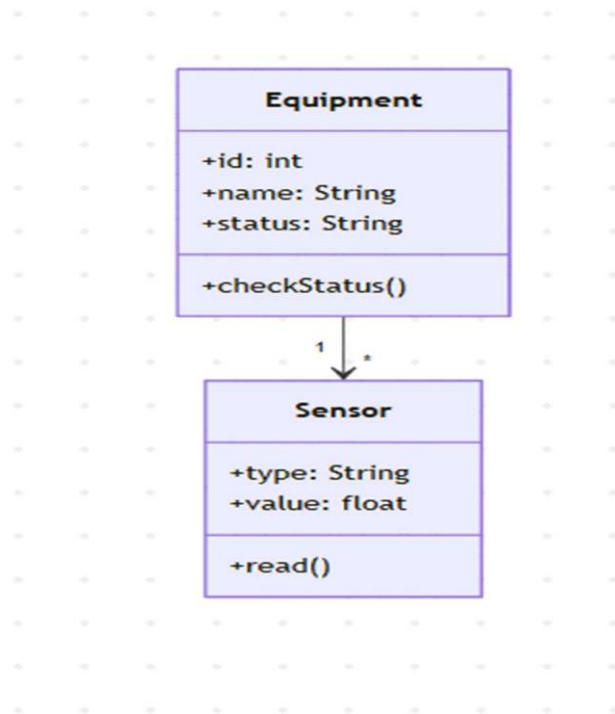 Equipment
+id: int
+name: String
+status: String
+checkStatus()
1
*
Sensor
+type: String
+value: float
+read()